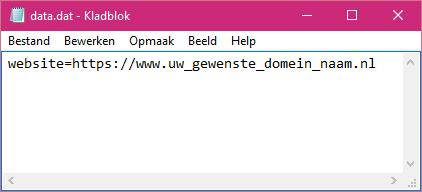 data.dat - Kladblok
Bestand Bewerken Opmaak Beeld Help
website=https://www.uw_gewenste_domein_naam.nl